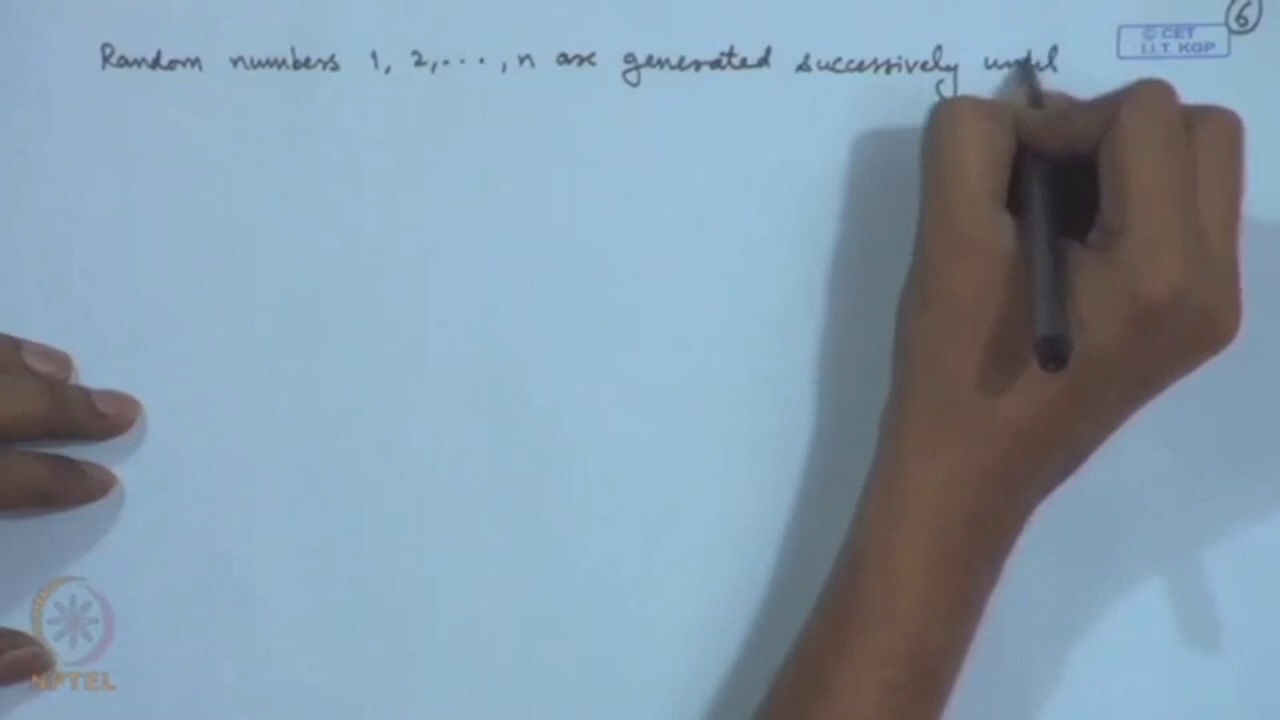 6
© CET
I.I.T. KGP
Random numbers 1, 2,..., n are generated successively until
NPTEL